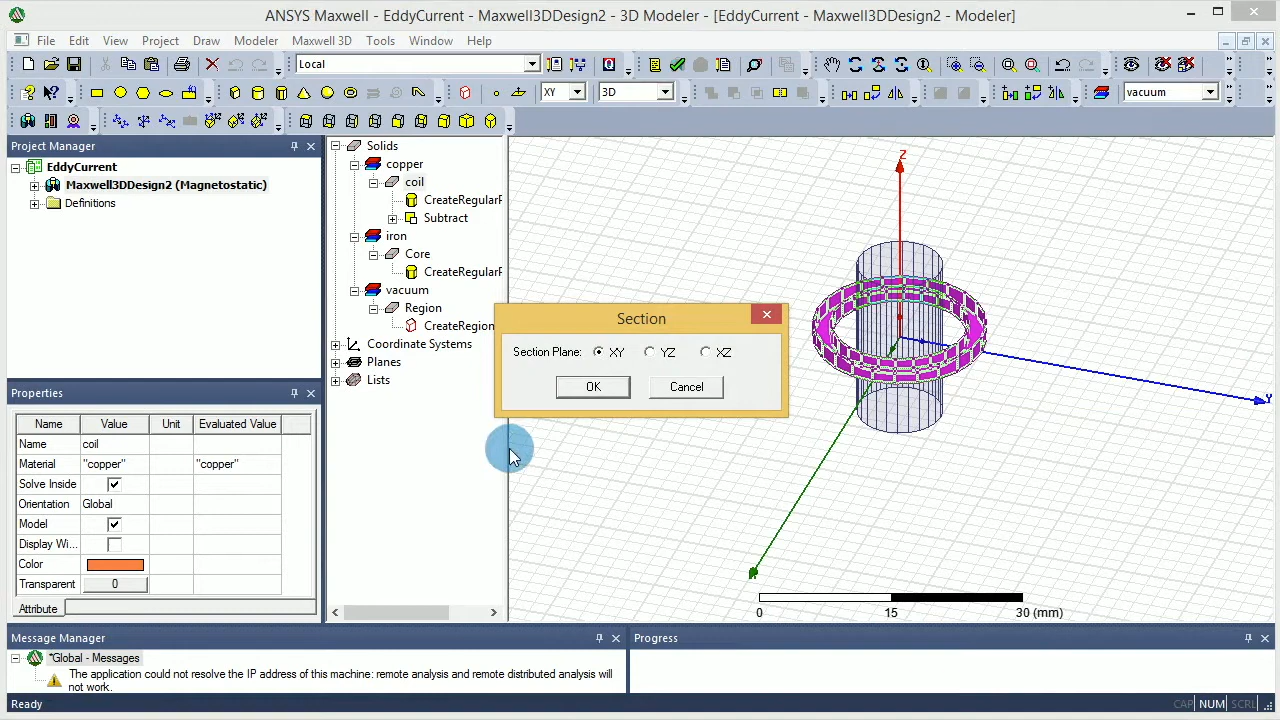 ANSYS Maxwell - EddyCurrent - Maxwell3DDesign2 - 3D Modeler - [EddyCurrent - Maxwell3DDesign2 - Modeler]
File Edit View Project Draw Modeler Maxwell 3D Tools Window Help
Local
XY 3D vacuum
Project Manager
EddyCurrent
Maxwell3DDesign2 (Magnetostatic)
Definitions
Solids
copper
coil
CreateRegularP
Subtract
iron
Core
CreateRegularP
vacuum
Region
CreateRegion
Coordinate Systems
Planes
Lists
Z
Y
Section
Section Plane: XY YZ XZ
OK Cancel
Properties
Name Value Unit Evaluated Value
Name coil
Material "copper" "copper"
Solve Inside
Orientation Global
Model
Display Wi...
Color
Transparent 0
Attribute
0 15 30 (mm)
Message Manager
*Global - Messages
The application could not resolve the IP address of this machine: remote analysis and remote distributed analysis will
not work.
Progress
Ready
CAP NUM SCRL